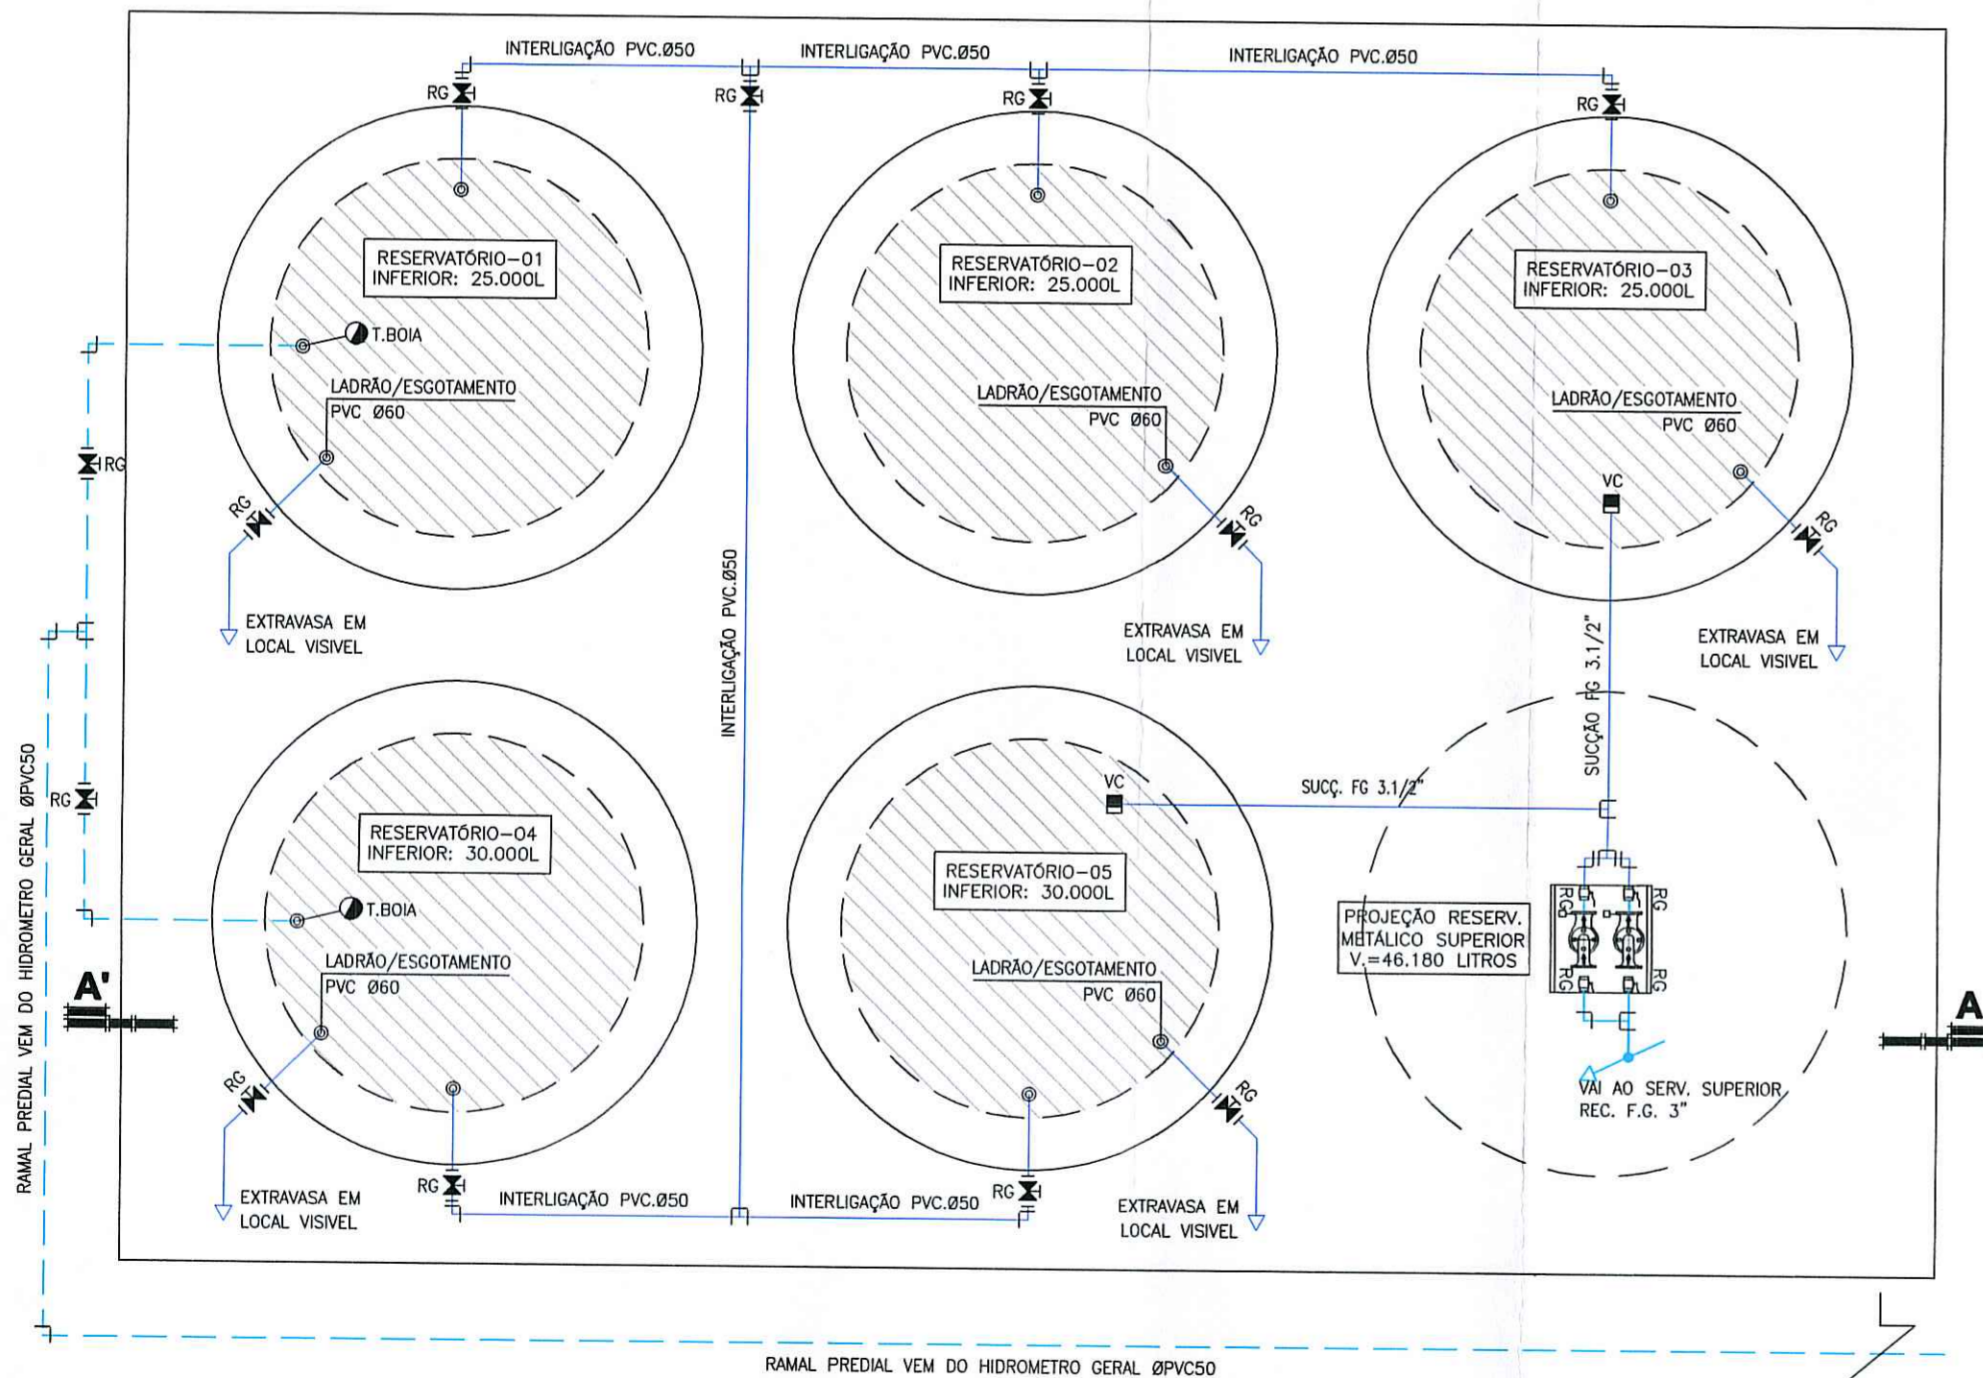 INTERLIGAÇÃO PVC.Ø50
INTERLIGAÇÃO PVC.Ø50
INTERLIGAÇÃO PVC.Ø50
RG
RG
RG
RG
RESERVATÓRIO-01
INFERIOR: 25.000L
RESERVATÓRIO-02
INFERIOR: 25.000L
RESERVATÓRIO-03
INFERIOR: 25.000L
T.BOIA
LADRÃO/ESGOTAMENTO
PVC Ø60
LADRÃO/ESGOTAMENTO
PVC Ø60
LADRÃO/ESGOTAMENTO
PVC Ø60
RG
VC
RG
RG
RG
EXTRAVASA EM
LOCAL VISIVEL
EXTRAVASA EM
LOCAL VISIVEL
EXTRAVASA EM
LOCAL VISIVEL
INTERLIGAÇÃO PVC.Ø50
SUCÇÃO FG 3.1/2"
RAMAL PREDIAL VEM DO HIDROMETRO GERAL ØPVC50
RG
VC
SUCÇ. FG 3.1/2"
RESERVATÓRIO-04
INFERIOR: 30.000L
RESERVATÓRIO-05
INFERIOR: 30.000L
T.BOIA
LADRÃO/ESGOTAMENTO
PVC Ø60
LADRÃO/ESGOTAMENTO
PVC Ø60
PROJEÇÃO RESERV.
METÁLICO SUPERIOR
V.=46.180 LITROS
RG
RG
RG
RG
A'
A
VAI AO SERV. SUPERIOR
REC. F.G. 3"
RG
RG
RG
RG
EXTRAVASA EM
LOCAL VISIVEL
INTERLIGAÇÃO PVC.Ø50
INTERLIGAÇÃO PVC.Ø50
EXTRAVASA EM
LOCAL VISIVEL
RAMAL PREDIAL VEM DO HIDROMETRO GERAL ØPVC50